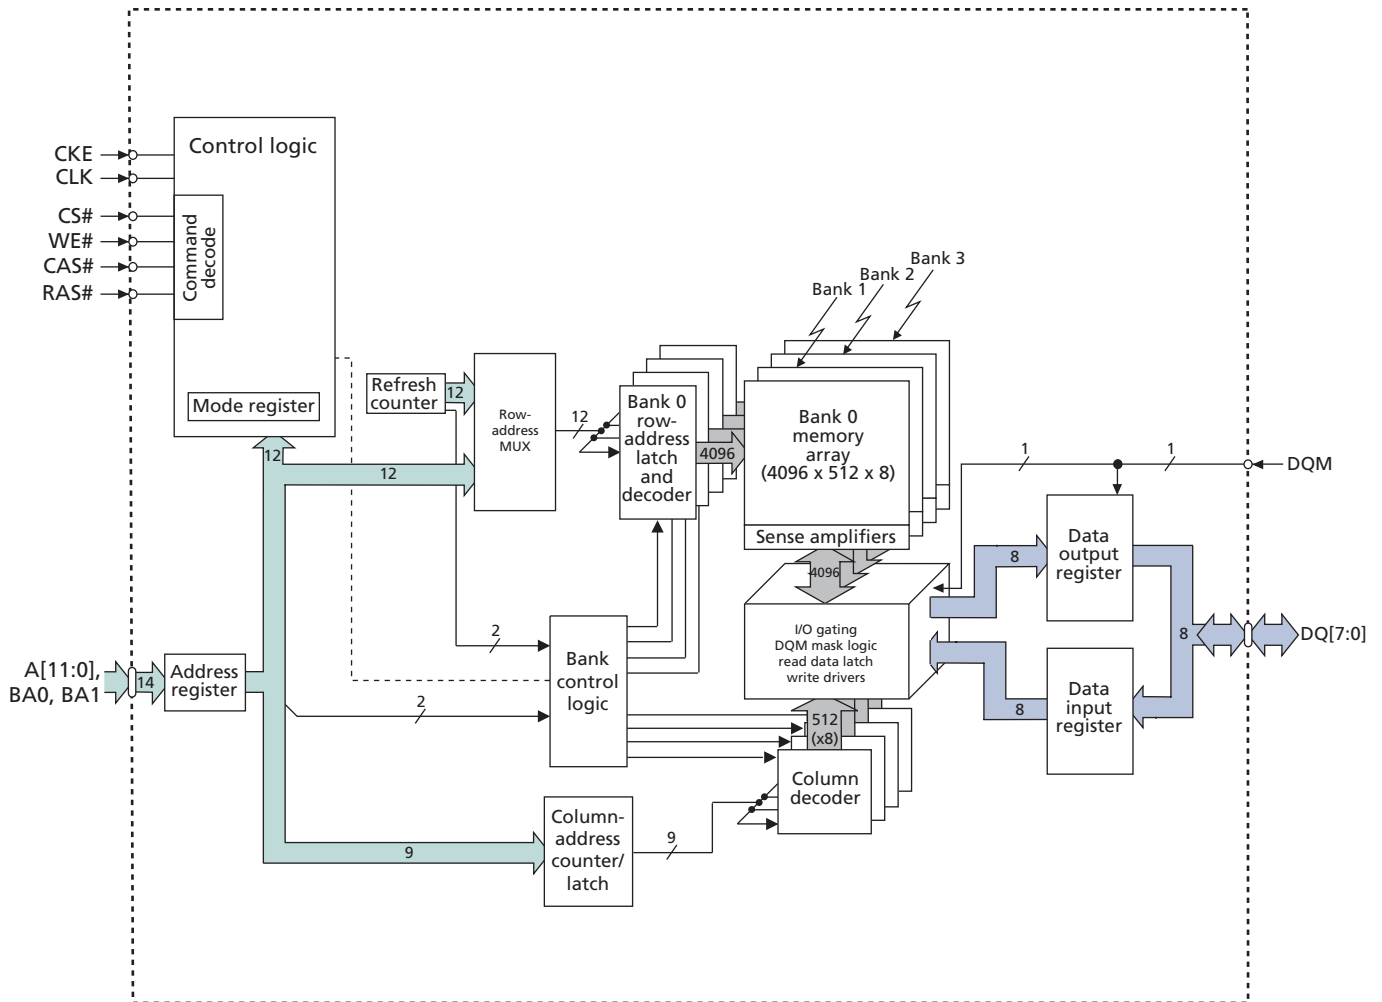 Control logic
CKE
CLK
CS#
WE#
CAS#
RAS#
Command
decode
Mode register
Bank 3
Bank 2
Bank 1
Refresh
counter
12
Row-
address
MUX
12
Bank 0
row-
address
latch
and
decoder
4096
Bank 0
memory
array
(4096 x 512 x 8)
Sense amplifiers
12
12
1
1
DQM
Data
output
register
8
4096
I/O gating
DQM mask logic
read data latch
write drivers
8
DQ[7:0]
2
Bank
control
logic
A[11:0],
BA0, BA1
14
Address
register
2
8
Data
input
register
512
(x8)
Column
decoder
Column-
address
counter/
latch
9
9